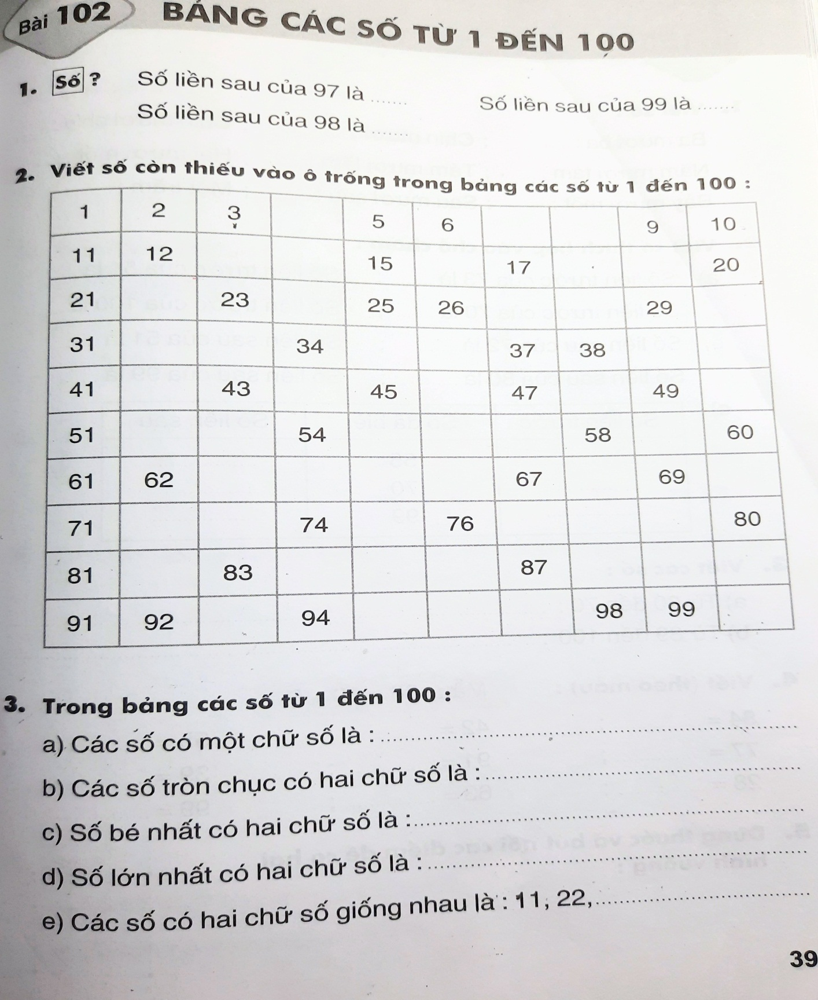 Bài 102 BẢNG CÁC SỐ TỪ 1 ĐẾN 100
1. Số ? Số liền sau của 97 là ....... Số liền sau của 99 là .......
Số liền sau của 98 là .......
2. Viết số còn thiếu vào ô trống trong bảng các số từ 1 đến 100 :
1 2 3 5 6 9 10
11 12 15 17 20
21 23 25 26 29
31 34 37 38
41 43 45 47 49
51 54 58 60
61 62 67 69
71 74 76 80
81 83 87
91 92 94 98 99
3. Trong bảng các số từ 1 đến 100 :
a) Các số có một chữ số là : .......
b) Các số tròn chục có hai chữ số là : .......
c) Số bé nhất có hai chữ số là : .......
d) Số lớn nhất có hai chữ số là : .......
e) Các số có hai chữ số giống nhau là : 11, 22, .......
39